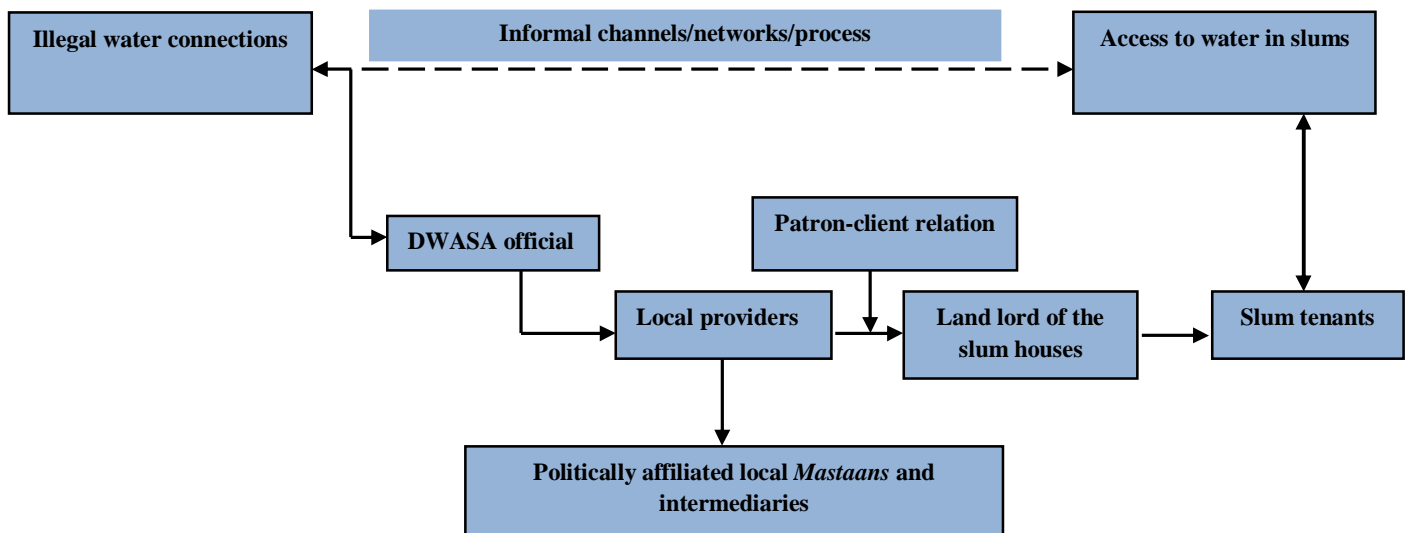 Illegal water connections
Informal channels/networks/process
Access to water in slums
Patron-client relation
DWASA official
Local providers
Land lord of the
slum houses
Slum tenants
Politically affiliated local Mastaans and
intermediaries